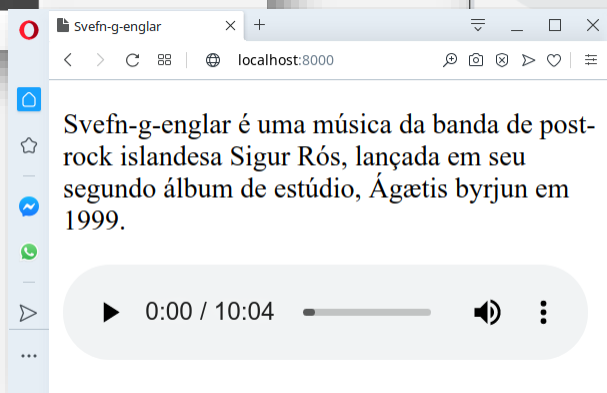 Svefn-g-englar
localhost:8000
Svefn-g-englar é uma música da banda de post-
rock islandesa Sigur Rós, lançada em seu
segundo álbum de estúdio, Ágætis byrjun em
1999.
0:00 / 10:04